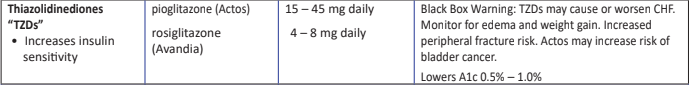 Thiazolidinediones
"TZDs"
• Increases insulin
sensitivity
pioglitazone (Actos)
rosiglitazone
(Avandia)
15 – 45 mg daily
4 – 8 mg daily
Black Box Warning: TZDs may cause or worsen CHF.
Monitor for edema and weight gain. Increased
peripheral fracture risk. Actos may increase risk of
bladder cancer.
Lowers A1c 0.5% – 1.0%